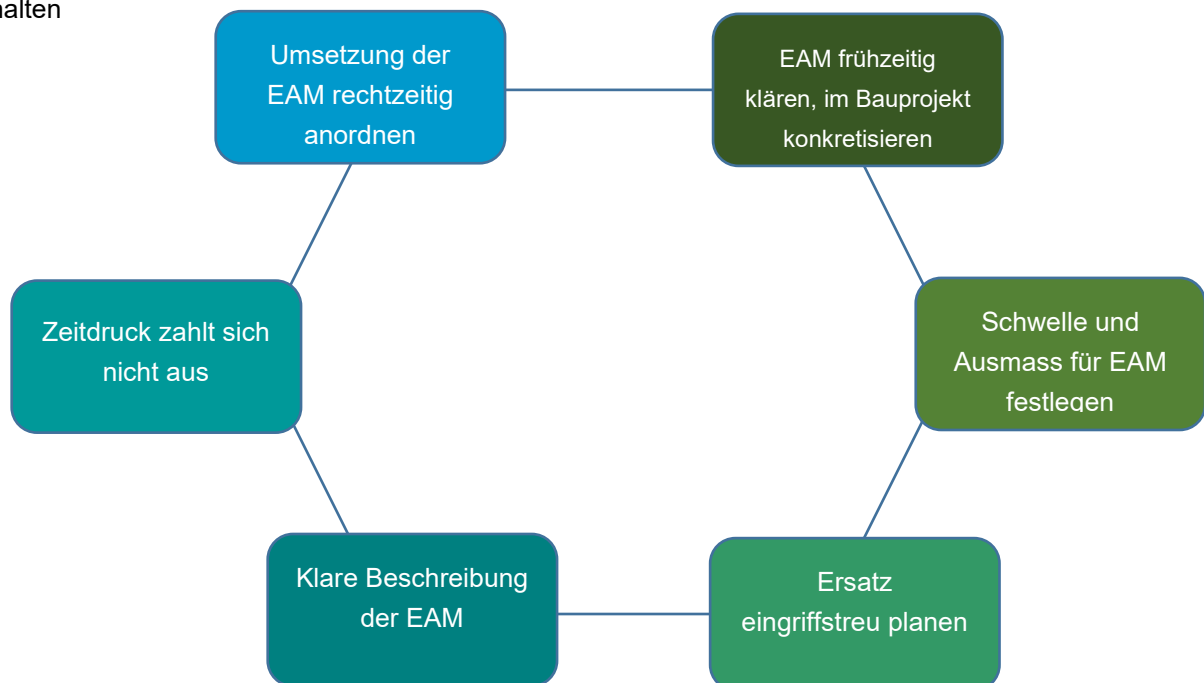 Umsetzung der
EAM rechtzeitig
anordnen
EAM frühzeitig
klären, im Bauprojekt
konkretisieren
Schwelle und
Ausmass für EAM
festlegen
Ersatz
eingriffstreu planen
Klare Beschreibung
der EAM
Zeitdruck zahlt sich
nicht aus